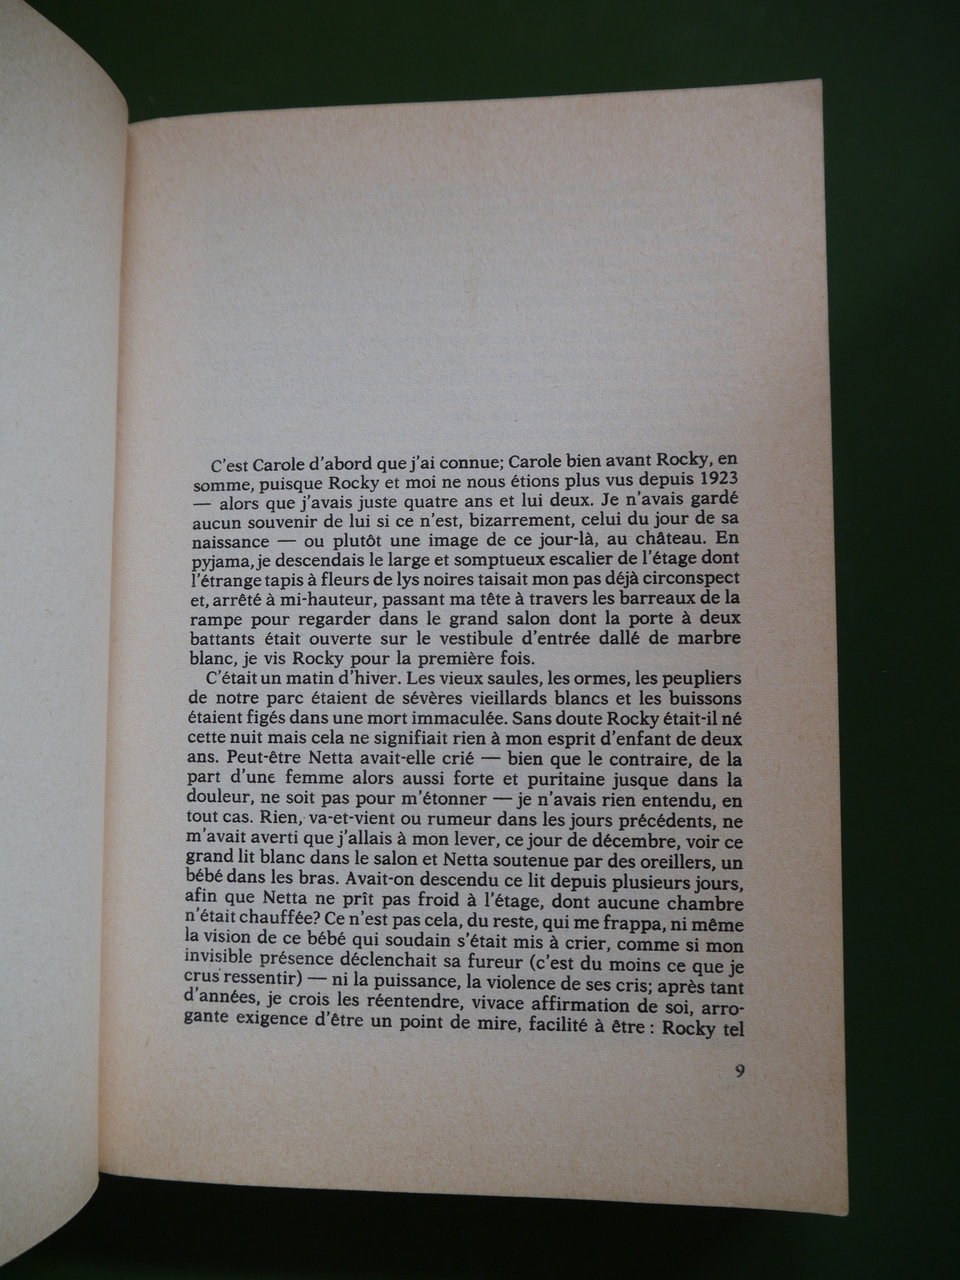 C'est Carole d'abord que j'ai connue; Carole bien avant Rocky, en
somme, puisque Rocky et moi ne nous étions plus vus depuis 1923
— alors que j'avais juste quatre ans et lui deux. Je n'avais gardé
aucun souvenir de lui si ce n'est, bizarrement, celui du jour de sa
naissance — ou plutôt une image de ce jour-là, au château. En
pyjama, je descendais le large et somptueux escalier de l'étage dont
l'étrange tapis à fleurs de lys noires taisait mon pas déjà circonspect
et, arrêté à mi-hauteur, passant ma tête à travers les barreaux de la
rampe pour regarder dans le grand salon dont la porte à deux
battants était ouverte sur le vestibule d'entrée dallé de marbre
blanc, je vis Rocky pour la première fois.
C'était un matin d'hiver. Les vieux saules, les ormes, les peupliers
de notre parc étaient de sévères vieillards blancs et les buissons
étaient figés dans une mort immaculée. Sans doute Rocky était-il né
cette nuit mais cela ne signifiait rien à mon esprit d'enfant de deux
ans. Peut-être Netta avait-elle crié — bien que le contraire, de la
part d'une femme alors aussi forte et puritaine jusque dans la
douleur, ne soit pas pour m'étonner — je n'avais rien entendu, en
tout cas. Rien, va-et-vient ou rumeur dans les jours précédents, ne
m'avait averti que j'allais à mon lever, ce jour de décembre, voir ce
grand lit blanc dans le salon et Netta soutenue par des oreillers, un
bébé dans les bras. Avait-on descendu ce lit depuis plusieurs jours,
afin que Netta ne prît pas froid à l'étage, dont aucune chambre
n'était chauffée? Ce n'est pas cela, du reste, qui me frappa, ni même
la vision de ce bébé qui soudain s'était mis à crier, comme si mon
invisible présence déclenchait sa fureur (c'est du moins ce que je
crus ressentir) — ni la puissance, la violence de ses cris; après tant
d'années, je crois les réentendre, vivace affirmation de soi, arro-
gante exigence d'être un point de mire, facilité à être : Rocky tel
9